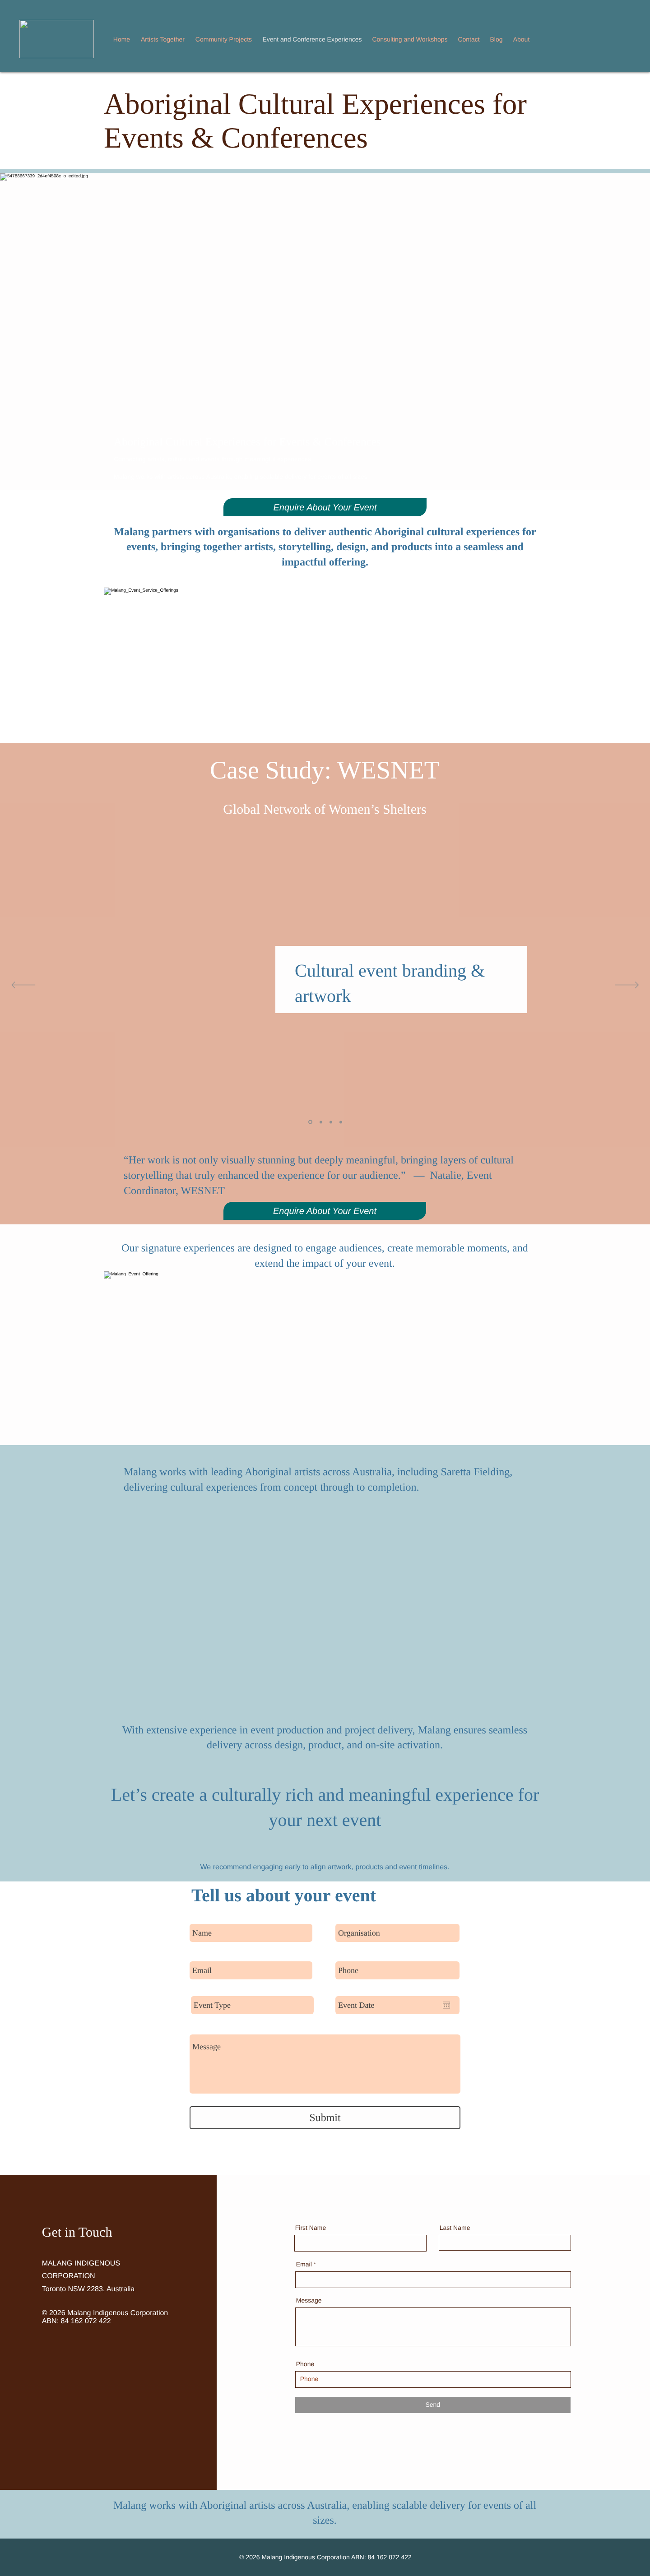 Home Artists Together Community Projects Event and Conference Experiences Consulting and Workshops Contact Blog About
Aboriginal Cultural Experiences for
Events & Conferences
Enquire About Your Event
Malang partners with organisations to deliver authentic Aboriginal cultural experiences for
events, bringing together artists, storytelling, design, and products into a seamless and
impactful offering.
Malang_Event_Service_Offerings
Case Study: WESNET
Global Network of Women’s Shelters
Cultural event branding &
artwork
“Her work is not only visually stunning but deeply meaningful, bringing layers of cultural
storytelling that truly enhanced the experience for our audience.” — Natalie, Event
Coordinator, WESNET
Enquire About Your Event
Our signature experiences are designed to engage audiences, create memorable moments, and
extend the impact of your event.
Malang_Event_Offering
Malang works with leading Aboriginal artists across Australia, including Saretta Fielding,
delivering cultural experiences from concept through to completion.
With extensive experience in event production and project delivery, Malang ensures seamless
delivery across design, product, and on-site activation.
Let’s create a culturally rich and meaningful experience for
your next event
We recommend engaging early to align artwork, products and event timelines.
Tell us about your event
Name Organisation
Email Phone
Event Type Event Date
Message
Submit
Get in Touch
MALANG INDIGENOUS
CORPORATION
Toronto NSW 2283, Australia
© 2026 Malang Indigenous Corporation
ABN: 84 162 072 422
First Name Last Name
Email *
Message
Phone
Phone
Send
Malang works with Aboriginal artists across Australia, enabling scalable delivery for events of all
sizes.
© 2026 Malang Indigenous Corporation ABN: 84 162 072 422